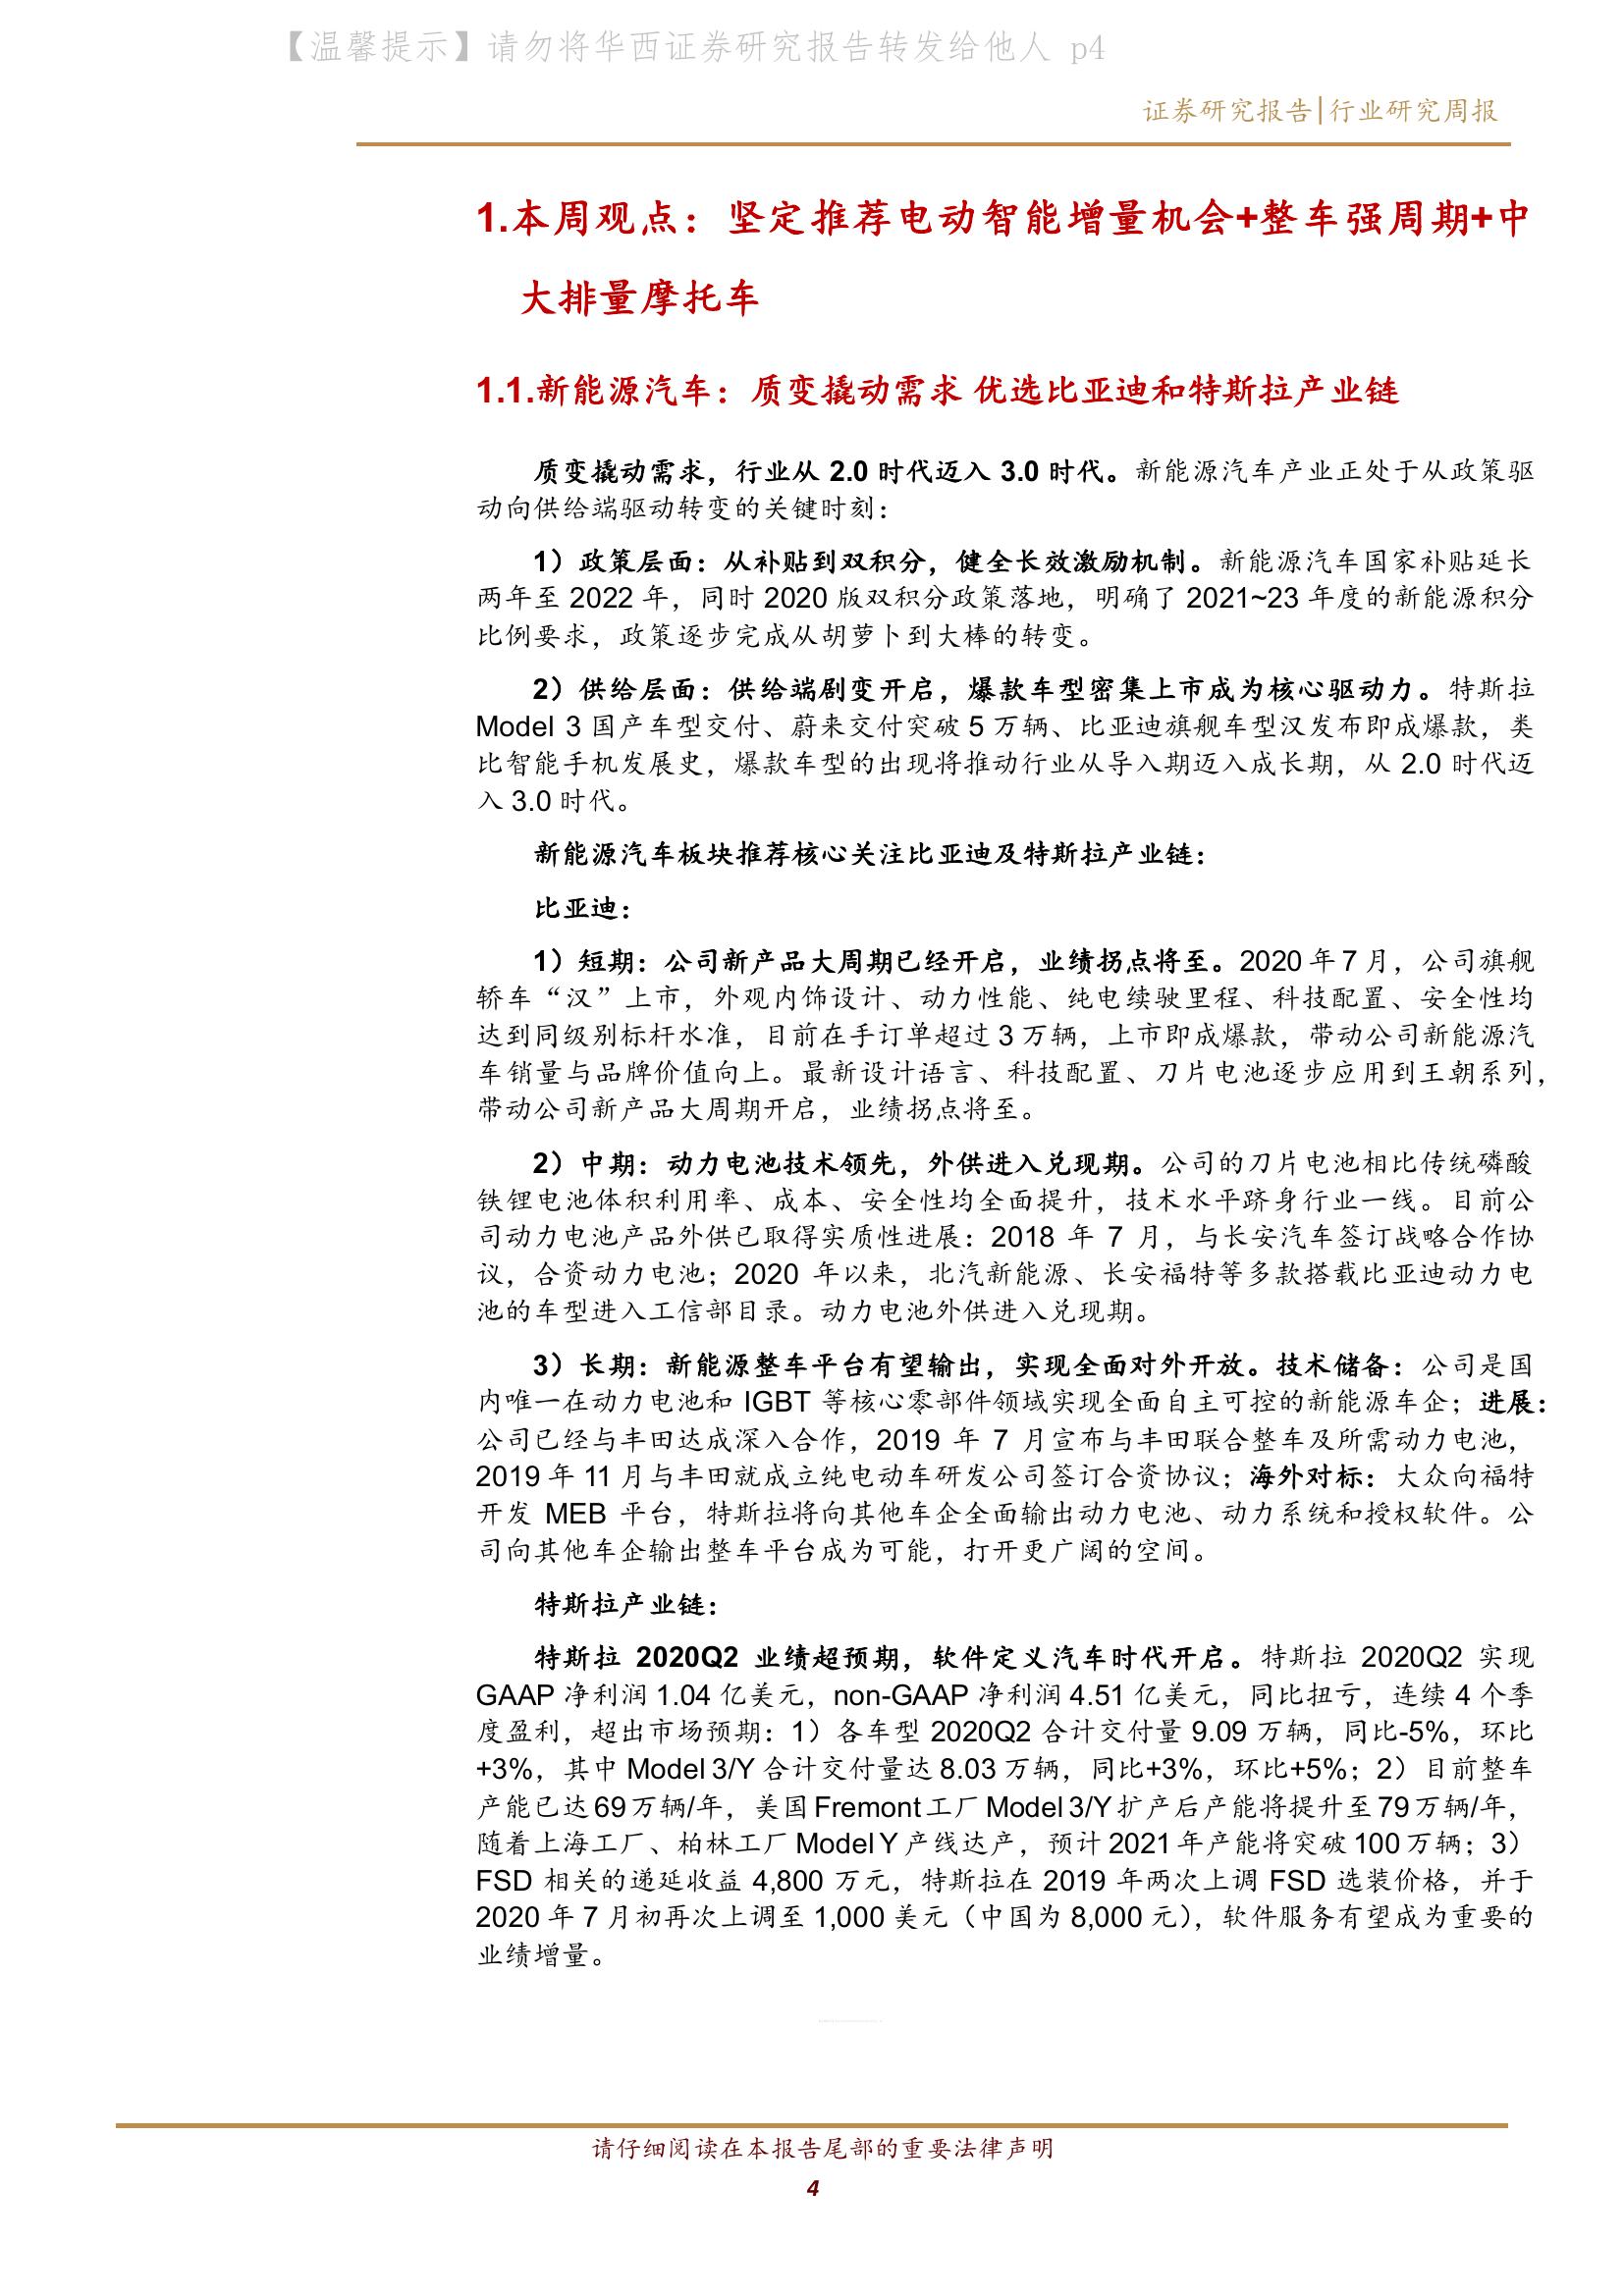 【温馨提示】请勿将华西证券研究报告转发给他人 p4
证券研究报告|行业研究周报
1.本周观点：坚定推荐电动智能增量机会+整车强周期+中
大排量摩托车
1.1.新能源汽车：质变撬动需求 优选比亚迪和特斯拉产业链
质变撬动需求，行业从 2.0 时代迈入 3.0 时代。新能源汽车产业正处于从政策驱
动向供给端驱动转变的关键时刻：
1）政策层面：从补贴到双积分，健全长效激励机制。新能源汽车国家补贴延长
两年至 2022 年，同时 2020 版双积分政策落地，明确了 2021~23 年度的新能源积分
比例要求，政策逐步完成从胡萝卜到大棒的转变。
2）供给层面：供给端剧变开启，爆款车型密集上市成为核心驱动力。特斯拉
Model 3 国产车型交付、蔚来交付突破 5 万辆、比亚迪旗舰车型汉发布即成爆款，类
比智能手机发展史，爆款车型的出现将推动行业从导入期迈入成长期，从 2.0 时代迈
入 3.0 时代。
新能源汽车板块推荐核心关注比亚迪及特斯拉产业链：
比亚迪：
1）短期：公司新产品大周期已经开启，业绩拐点将至。2020 年 7 月，公司旗舰
轿车“汉”上市，外观内饰设计、动力性能、纯电续驶里程、科技配置、安全性均
达到同级别标杆水准，目前在手订单超过 3 万辆，上市即成爆款，带动公司新能源汽
车销量与品牌价值向上。最新设计语言、科技配置、刀片电池逐步应用到王朝系列，
带动公司新产品大周期开启，业绩拐点将至。
2）中期：动力电池技术领先，外供进入兑现期。公司的刀片电池相比传统磷酸
铁锂电池体积利用率、成本、安全性均全面提升，技术水平跻身行业一线。目前公
司动力电池产品外供已取得实质性进展：2018 年 7 月，与长安汽车签订战略合作协
议，合资动力电池；2020 年以来，北汽新能源、长安福特等多款搭载比亚迪动力电
池的车型进入工信部目录。动力电池外供进入兑现期。
3）长期：新能源整车平台有望输出，实现全面对外开放。技术储备：公司是国
内唯一在动力电池和 IGBT 等核心零部件领域实现全面自主可控的新能源车企；进展：
公司已经与丰田达成深入合作，2019 年 7 月宣布与丰田联合整车及所需动力电池，
2019 年 11 月与丰田就成立纯电动车研发公司签订合资协议；海外对标：大众向福特
开发 MEB 平台，特斯拉将向其他车企全面输出动力电池、动力系统和授权软件。公
司向其他车企输出整车平台成为可能，打开更广阔的空间。
特斯拉产业链：
特斯拉 2020Q2 业绩超预期，软件定义汽车时代开启。特斯拉 2020Q2 实现
GAAP 净利润 1.04 亿美元，non-GAAP 净利润 4.51 亿美元，同比扭亏，连续 4 个季
度盈利，超出市场预期：1）各车型 2020Q2 合计交付量 9.09 万辆，同比-5%，环比
+3%，其中 Model 3/Y 合计交付量达 8.03 万辆，同比+3%，环比+5%；2）目前整车
产能已达 69 万辆/年，美国 Fremont 工厂 Model 3/Y 扩产后产能将提升至 79 万辆/年，
随着上海工厂、柏林工厂 Model Y 产线达产，预计 2021 年产能将突破 100 万辆；3）
FSD 相关的递延收益 4,800 万元，特斯拉在 2019 年两次上调 FSD 选装价格，并于
2020 年 7 月初再次上调至 1,000 美元（中国为 8,000 元），软件服务有望成为重要的
业绩增量。
请仔细阅读在本报告尾部的重要法律声明
4